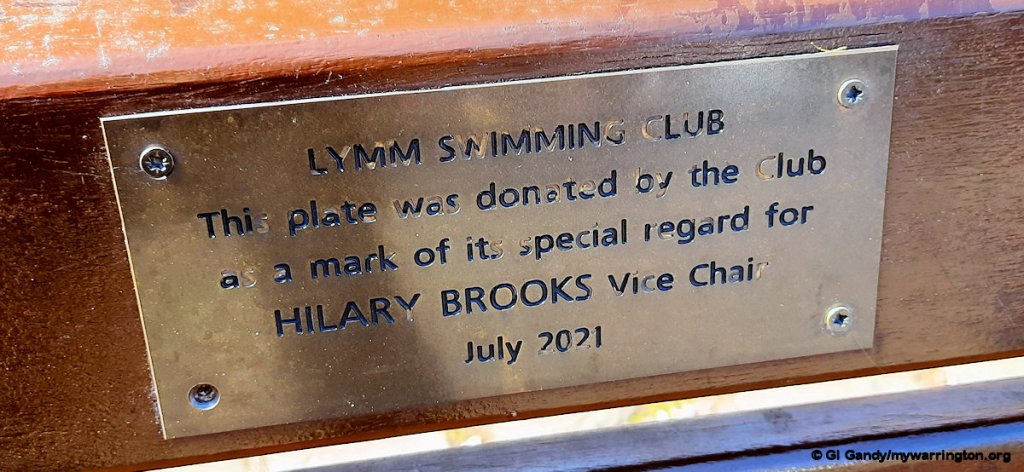 LYMM SWIMMING CLUB
This plate was donated by the Club
as a mark of its special regard for
HILARY BROOKS Vice Chair
July 2021
© GI Gandy/mywarrington.org